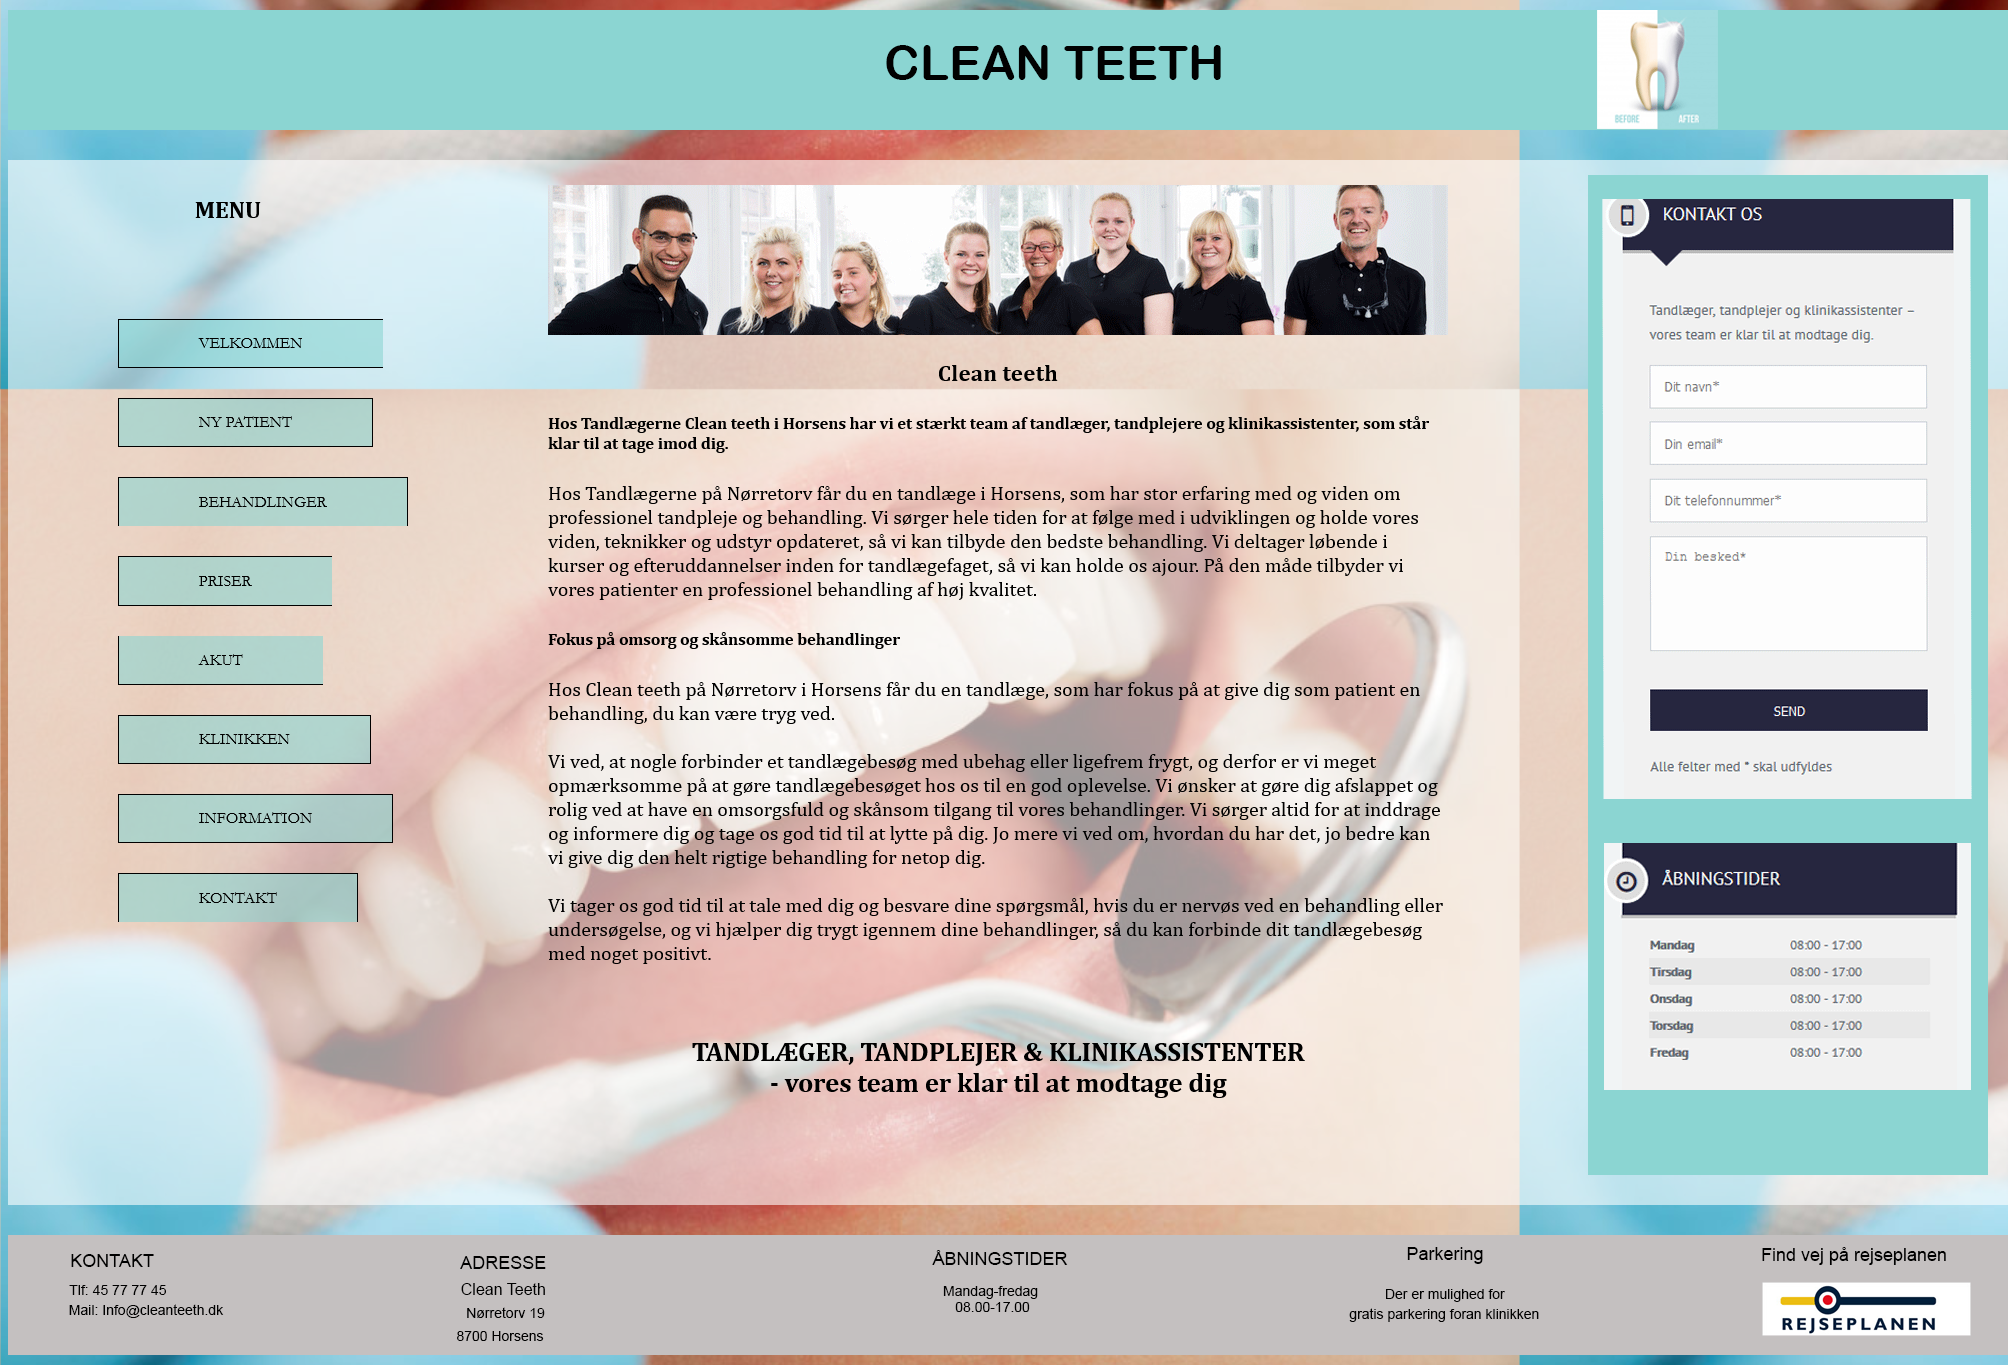 CLEAN TEETH
BEFORE
AFTER
MENU
VELKOMMEN
NY PATIENT
BEHANDLINGER
PRISER
AKUT
KLINIKKEN
INFORMATION
KONTAKT
Clean teeth
Hos Tandlægerne Clean teeth i Horsens har vi et stærkt team af tandlæger, tandplejere og klinikassistenter, som står
klar til at tage imod dig.
Hos Tandlægerne på Nørretorv får du en tandlæge i Horsens, som har stor erfaring med og viden om
professionel tandpleje og behandling. Vi sørger hele tiden for at følge med i udviklingen og holde vores
viden, teknikker og udstyr opdateret, så vi kan tilbyde den bedste behandling. Vi deltager løbende i
kurser og efteruddannelser inden for tandlægefaget, så vi kan holde os ajour. På den måde tilbyder vi
vores patienter en professionel behandling af høj kvalitet.
Fokus på omsorg og skånsomme behandlinger
Hos Clean teeth på Nørretorv i Horsens får du en tandlæge, som har fokus på at give dig som patient en
behandling, du kan være tryg ved.
Vi ved, at nogle forbinder et tandlægebesøg med ubehag eller ligefrem frygt, og derfor er vi meget
opmærksomme på at gøre tandlægebesøget hos os til en god oplevelse. Vi ønsker at gøre dig afslappet og
rolig ved at have en omsorgsfuld og skånsom tilgang til vores behandlinger. Vi sørger altid for at inddrage
og informere dig og tage os god tid til at lytte på dig. Jo mere vi ved om, hvordan du har det, jo bedre kan
vi give dig den helt rigtige behandling for netop dig.
Vi tager os god tid til at tale med dig og besvare dine spørgsmål, hvis du er nervøs ved en behandling eller
undersøgelse, og vi hjælper dig trygt igennem dine behandlinger, så du kan forbinde dit tandlægebesøg
med noget positivt.
TANDLÆGER, TANDPLEJER & KLINIKASSISTENTER
- vores team er klar til at modtage dig
KONTAKT OS
Tandlæger, tandplejer og klinikassistenter –
vores team er klar til at modtage dig.
Dit navn*
Din email*
Dit telefonnummer*
Din besked*
SEND
Alle felter med * skal udfyldes
ÅBNINGSTIDER
Mandag 08:00 - 17:00
Tirsdag 08:00 - 17:00
Onsdag 08:00 - 17:00
Torsdag 08:00 - 17:00
Fredag 08:00 - 17:00
KONTAKT
Tlf: 45 77 77 45
Mail: Info@cleanteeth.dk
ADRESSE
Clean Teeth
Nørretorv 19
8700 Horsens
ÅBNINGSTIDER
Mandag-fredag
08.00-17.00
Parkering
Der er mulighed for
gratis parkering foran klinikken
Find vej på rejseplanen
REJSEPLANEN